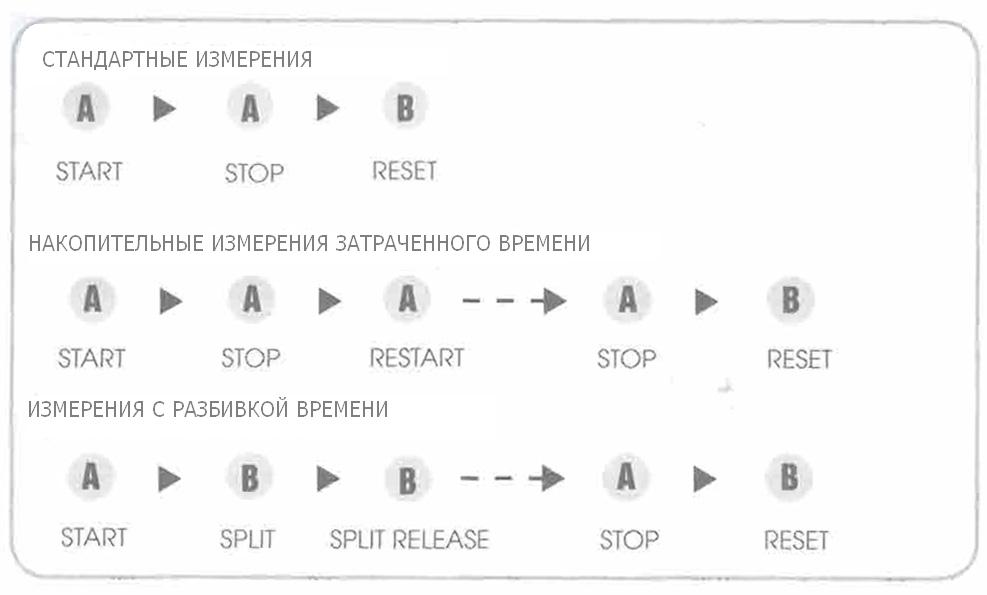 СТАНДАРТНЫЕ ИЗМЕРЕНИЯ
A A B
START STOP RESET
НАКОПИТЕЛЬНЫЕ ИЗМЕРЕНИЯ ЗАТРАЧЕННОГО ВРЕМЕНИ
A A A A B
START STOP RESTART STOP RESET
ИЗМЕРЕНИЯ С РАЗБИВКОЙ ВРЕМЕНИ
A B B A B
START SPLIT SPLIT RELEASE STOP RESET